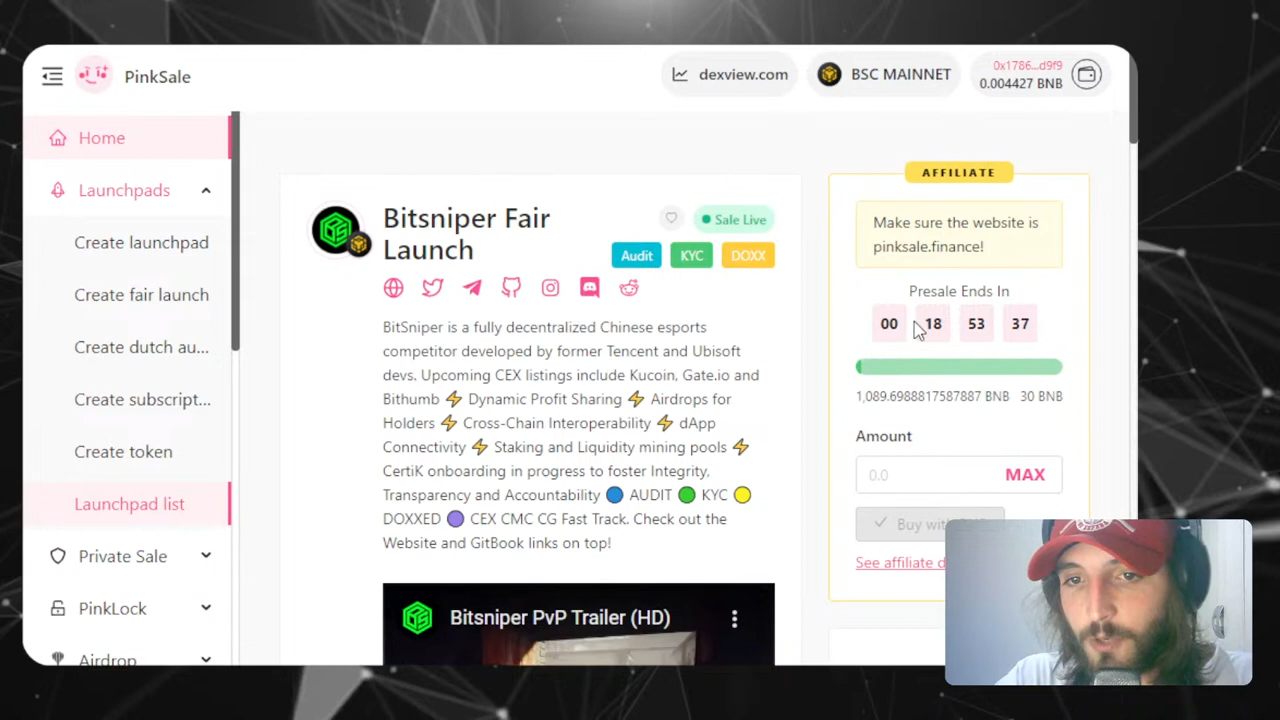 PinkSale
dexview.com
BSC MAINNET
0x1786...d9f9
0.004427 BNB
Home
Launchpads
Create launchpad
Create fair launch
Create dutch au...
Create subscript...
Create token
Launchpad list
Private Sale
PinkLock
Airdrop
Bitsniper Fair
Launch
Sale Live
Audit
KYC
DOXX
BitSniper is a fully decentralized Chinese esports
competitor developed by former Tencent and Ubisoft
devs. Upcoming CEX listings include Kucoin, Gate.io and
Bithumb ⚡ Dynamic Profit Sharing ⚡ Airdrops for
Holders ⚡ Cross-Chain Interoperability ⚡ dApp
Connectivity ⚡ Staking and Liquidity mining pools ⚡
CertiK onboarding in progress to foster Integrity,
Transparency and Accountability 🔵 AUDIT 🟢 KYC 🟡
DOXXED 🟣 CEX CMC CG Fast Track. Check out the
Website and GitBook links on top!
Bitsniper PvP Trailer (HD)
AFFILIATE
Make sure the website is
pinksale.finance!
Presale Ends In
00 18 53 37
1,089.6988817587887 BNB 30 BNB
Amount
0.0 MAX
Buy with
See affiliate